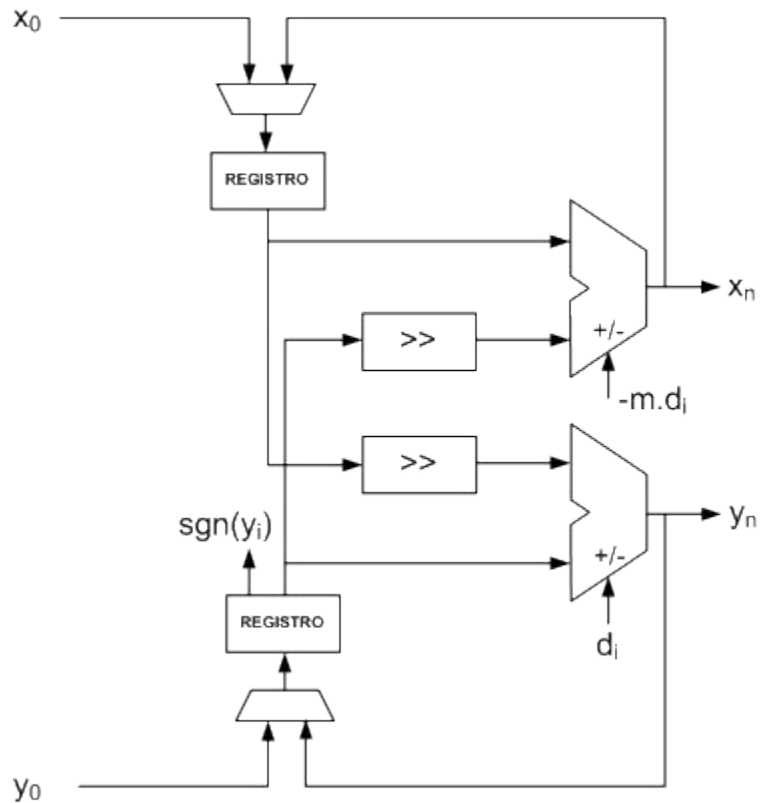 x₀
REGISTRO
+/-
xₙ
>>
-m.dᵢ
>>
sgn(yᵢ)
yₙ
+/-
REGISTRO
dᵢ
y₀